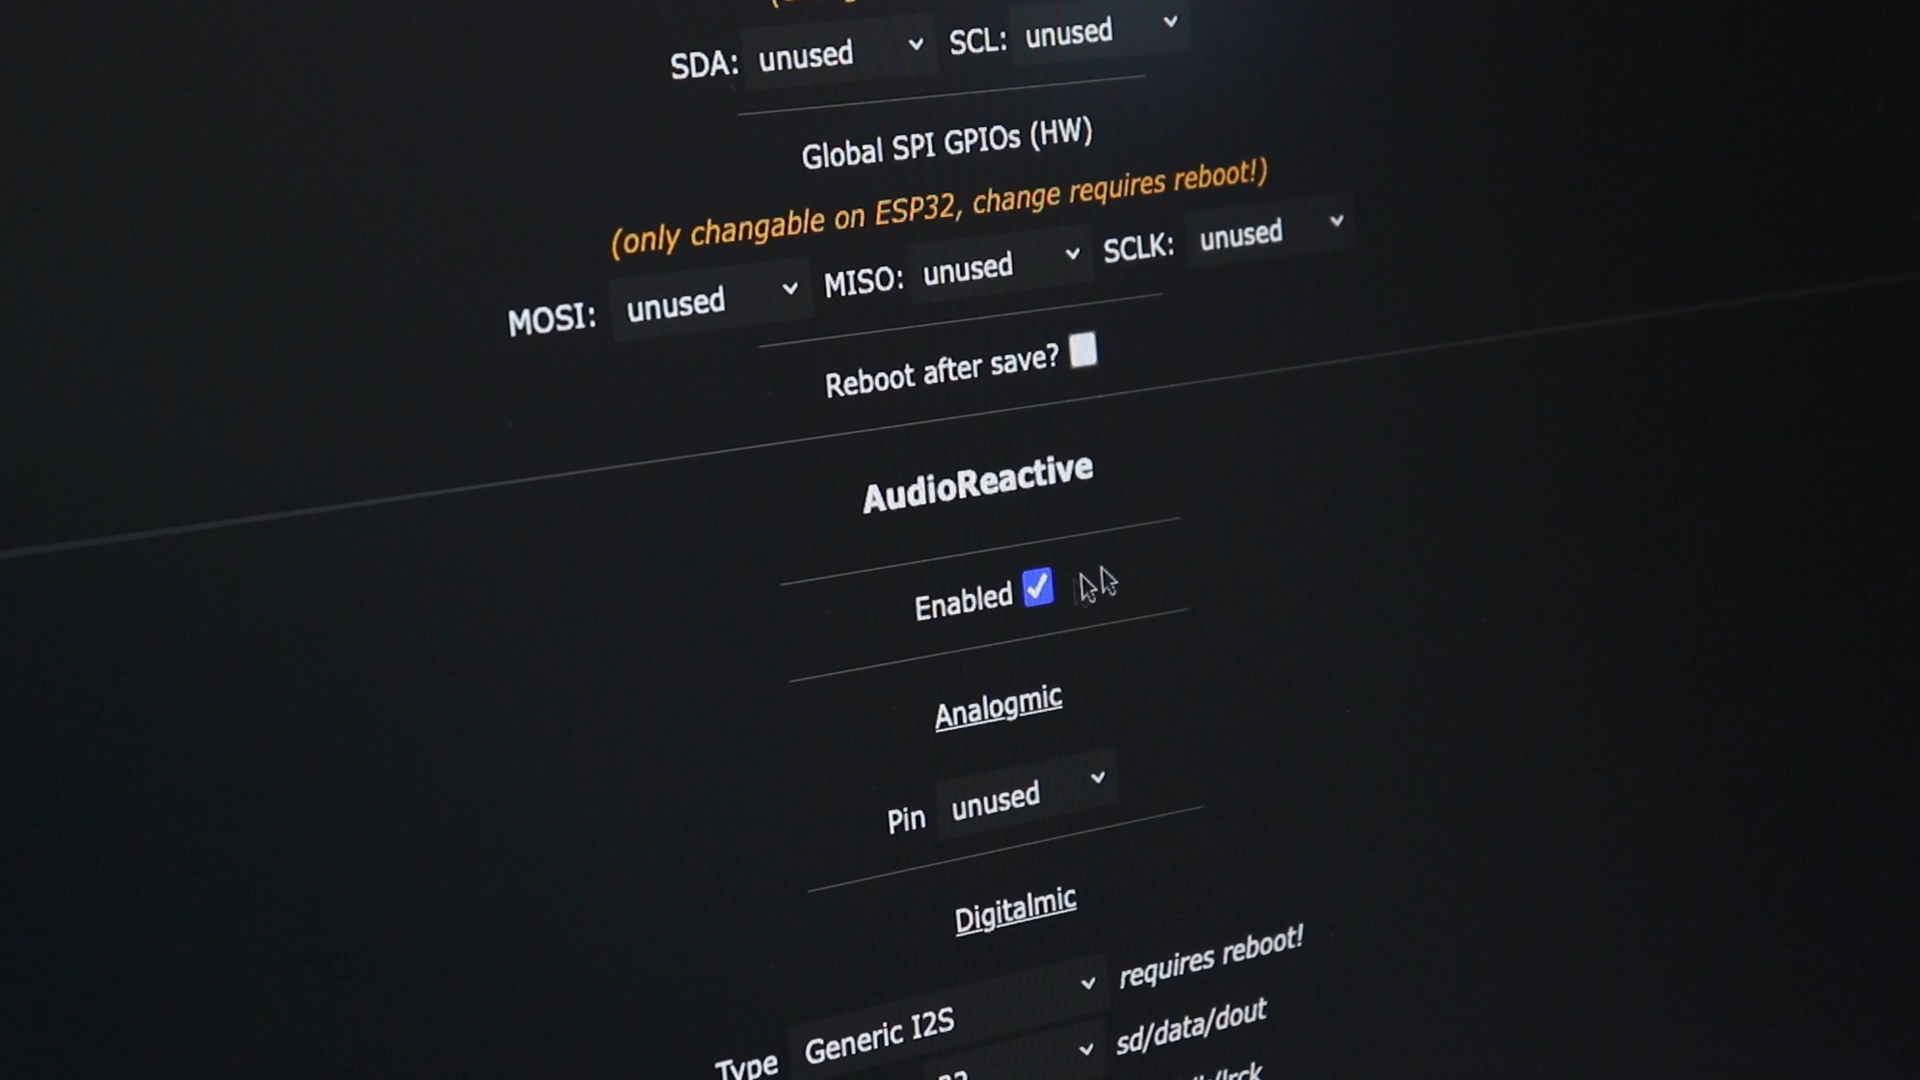 SDA: unused SCL: unused
Global SPI GPIOs (HW)
(only changable on ESP32, change requires reboot!)
MOSI: unused MISO: unused SCLK: unused
Reboot after save?
AudioReactive
Enabled
Analogmic
Pin unused
Digitalmic
Type Generic I2S requires reboot!
sd/data/dout